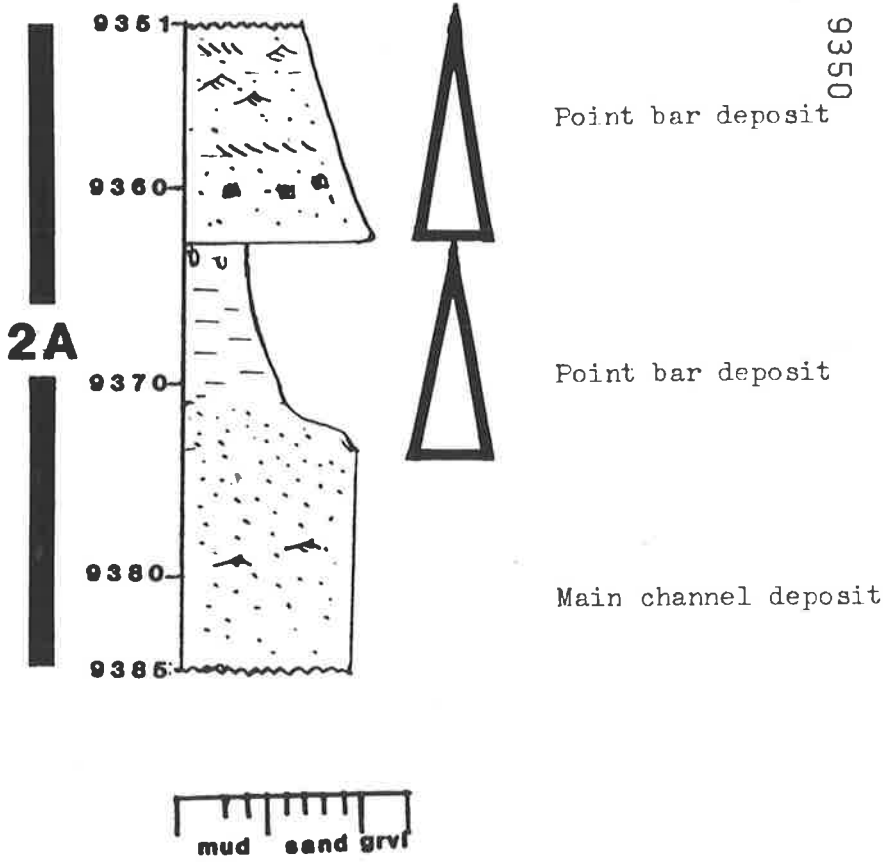 9351
9350
Point bar deposit
9360
2A
9370
Point bar deposit
9380
Main channel deposit
9385
mud sand grvl